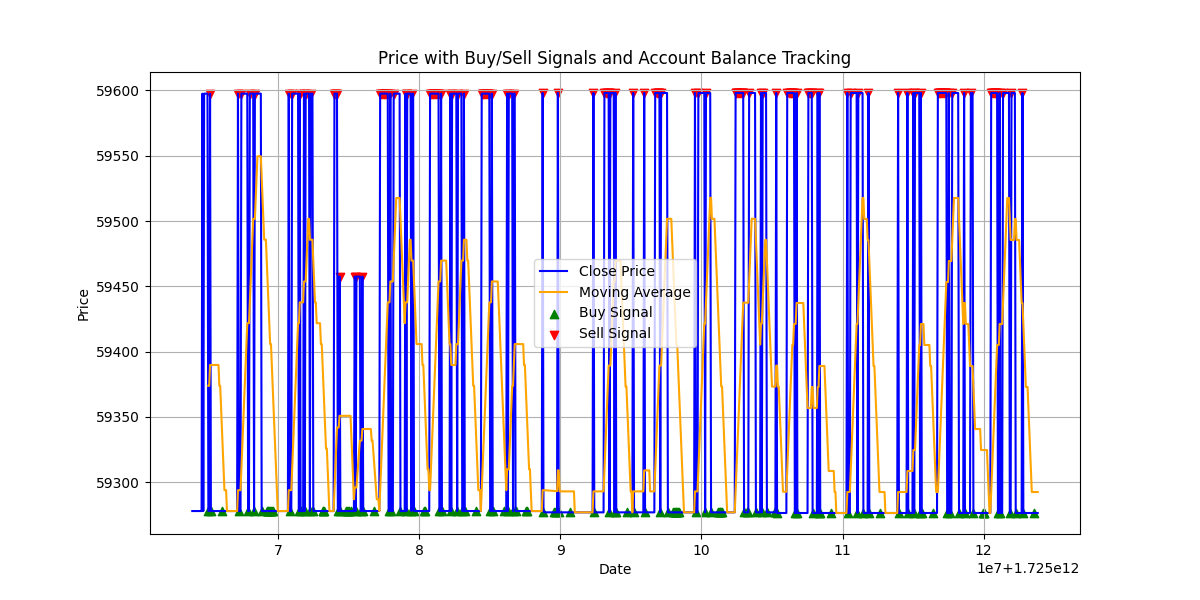 Price with Buy/Sell Signals and Account Balance Tracking
Price
59600
59550
59500
59450
59400
59350
59300
Close Price
Moving Average
Buy Signal
Sell Signal
7 8 9 10 11 12
Date
1e7+1.725e12